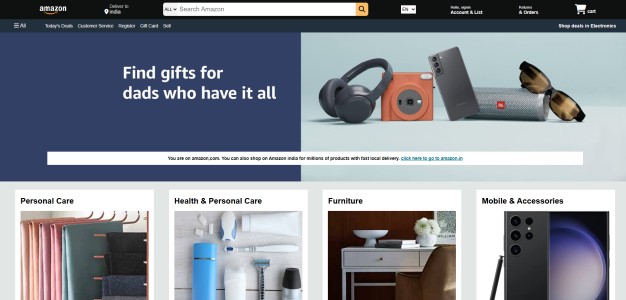 amazon
Deliver to
india
ALL
Search Amazon
EN
Hello, signin
Account & List
Returns
& Orders
cart
All
Today's Deals
Customer Service
Register
Gift Card
Sell
Shop deals in Electronics
Find gifts for
dads who have it all
JBL
You are on amazon.com. You can also shop on Amazon india for millions of products with fast local delivery. click here to go to amazon.in
Personal Care
Health & Personal Care
Furniture
Mobile & Accessories